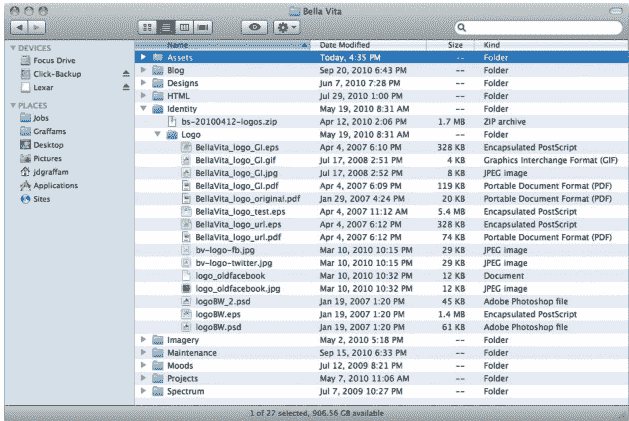 Bella Vita
Name Date Modified Size Kind
DEVICES
Focus Drive
Click-Backup
Lexar
PLACES
Jobs
Graffams
Desktop
Pictures
jdgraffam
Applications
Sites
Assets Today, 4:35 PM -- Folder
Blog Sep 20, 2010 6:43 PM -- Folder
Designs Jun 7, 2010 7:28 PM -- Folder
HTML Jul 29, 2010 1:00 PM -- Folder
Identity May 19, 2010 8:31 AM -- Folder
bs-20100412-logos.zip Apr 12, 2010 2:06 PM 1.7 MB ZIP archive
Logo May 19, 2010 8:31 AM -- Folder
BellaVita_logo_GI.eps Apr 4, 2007 6:10 PM 328 KB Encapsulated PostScript
BellaVita_logo_GI.gif Jul 17, 2008 2:51 PM 4 KB Graphics Interchange Format (GIF)
BellaVita_logo_GI.jpg Jul 17, 2008 2:52 PM 8 KB JPEG image
BellaVita_logo_GI.pdf Apr 4, 2007 6:09 PM 119 KB Portable Document Format (PDF)
BellaVita_logo_original.pdf Jan 29, 2007 4:24 PM 20 KB Portable Document Format (PDF)
BellaVita_logo_test.eps Apr 4, 2007 11:12 AM 5.4 MB Encapsulated PostScript
BellaVita_logo_url.eps Apr 4, 2007 6:12 PM 328 KB Encapsulated PostScript
BellaVita_logo_url.pdf Apr 4, 2007 6:12 PM 74 KB Portable Document Format (PDF)
bv-logo-fb.jpg Mar 10, 2010 10:15 PM 29 KB JPEG image
bv-logo-twitter.jpg Mar 10, 2010 10:15 PM 29 KB JPEG image
logo_oldfacebook Mar 10, 2010 10:32 PM 12 KB Document
logo_oldfacebook.jpg Mar 10, 2010 10:32 PM 12 KB JPEG image
logoBW_2.psd Jan 19, 2007 1:20 PM 45 KB Adobe Photoshop file
logoBW.eps Jan 19, 2007 1:20 PM 1.4 MB Encapsulated PostScript
logoBW.psd Jan 19, 2007 1:20 PM 61 KB Adobe Photoshop file
Imagery May 2, 2010 5:18 PM -- Folder
Maintenance Sep 15, 2010 6:33 PM -- Folder
Moods Jul 12, 2009 8:21 PM -- Folder
Projects May 7, 2010 11:06 AM -- Folder
Spectrum Jul 7, 2009 10:27 PM -- Folder
1 of 27 selected, 906.56 GB available